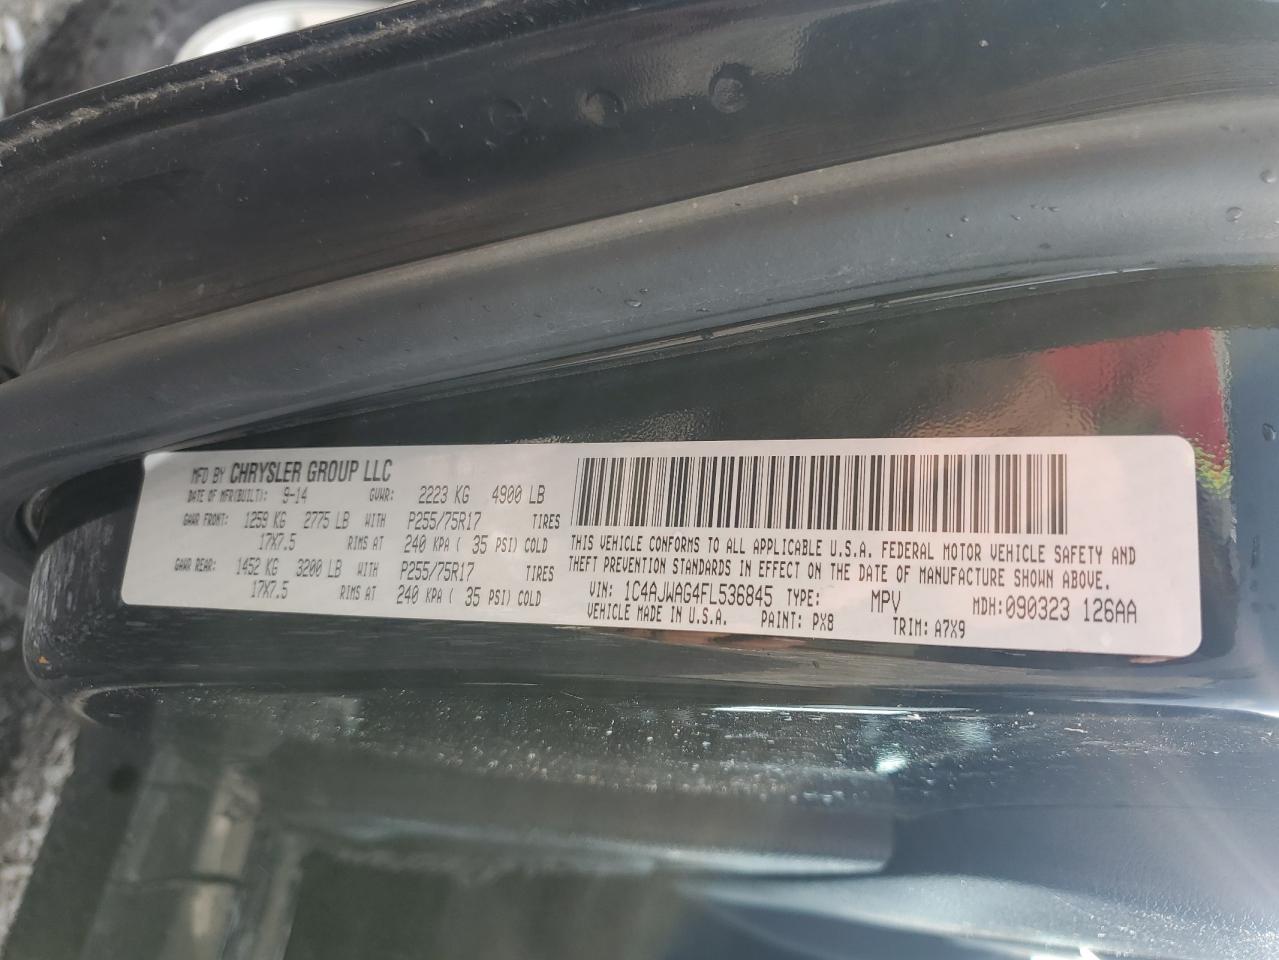 MFD BY CHRYSLER GROUP LLC
DATE OF MFR(BUILT): 9-14 GVWR: 2223 KG 4900 LB
GAWR FRONT: 1259 KG 2775 LB WITH P255/75R17 TIRES
17X7.5 RIMS AT 240 KPA ( 35 PSI) COLD
GAWR REAR: 1452 KG 3200 LB WITH P255/75R17 TIRES
17X7.5 RIMS AT 240 KPA ( 35 PSI) COLD
THIS VEHICLE CONFORMS TO ALL APPLICABLE U.S.A. FEDERAL MOTOR VEHICLE SAFETY AND
THEFT PREVENTION STANDARDS IN EFFECT ON THE DATE OF MANUFACTURE SHOWN ABOVE.
VIN: 1C4AJWAG4FL536845 TYPE: MPV MDH:090323 126AA
VEHICLE MADE IN U.S.A. PAINT: PX8 TRIM: A7X9